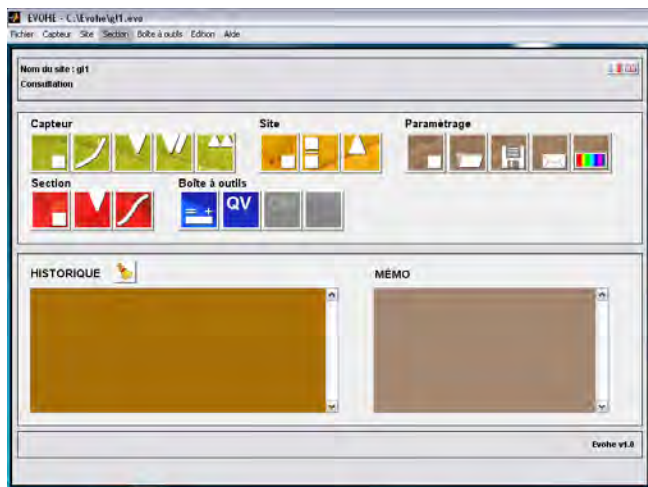 EVOHE - C:\Evohe\gl1.evo
Fichier Capteur Site Section Boîte à outils Edition Aide
Nom du site : gl1
Consultation
Capteur Site Paramètrage
Section Boîte à outils
QV
HISTORIQUE MÉMO
Evohe v1.0